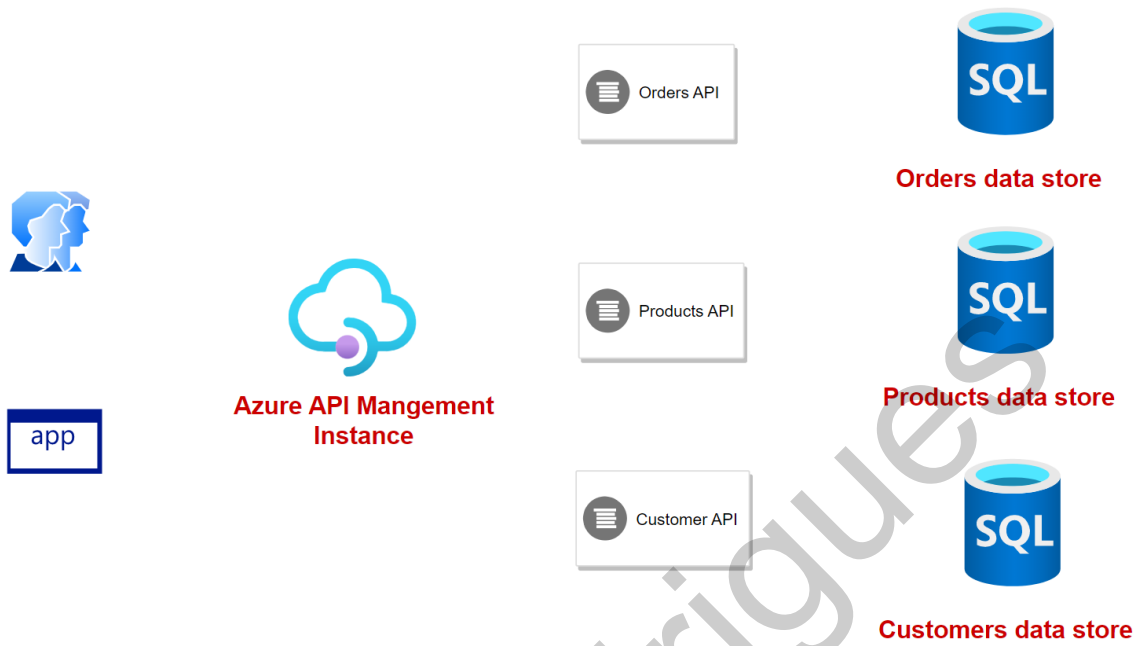 Orders API
SQL
Orders data store
Products API
SQL
Products data store
Azure API Mangement
Instance
app
Customer API
SQL
Customers data store